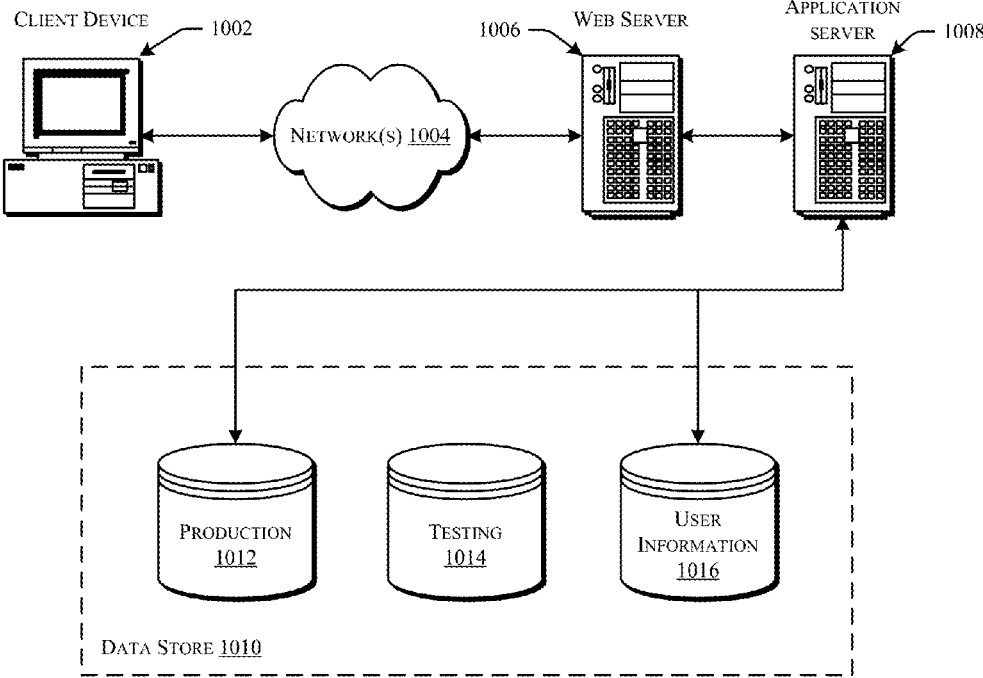 CLIENT DEVICE
1002
NETWORK(S) 1004
1006
WEB SERVER
APPLICATION
SERVER
1008
PRODUCTION
1012
TESTING
1014
USER
INFORMATION
1016
DATA STORE 1010